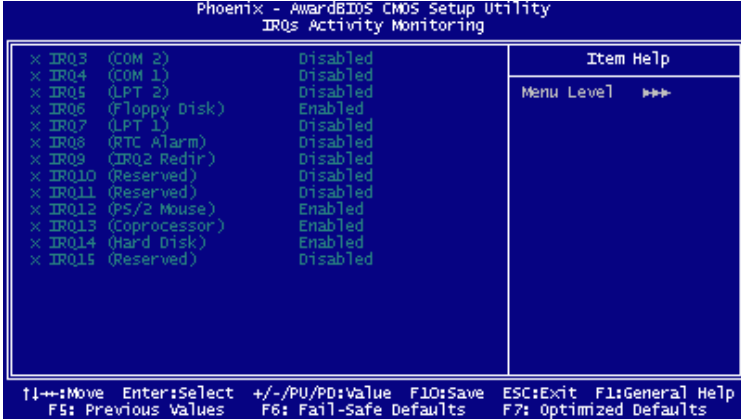 Phoenix - AwardBIOS CMOS Setup Utility
IRQs Activity Monitoring
x IRQ3 (COM 2) Disabled
x IRQ4 (COM 1) Disabled
x IRQ5 (LPT 2) Disabled
x IRQ6 (Floppy Disk) Enabled
x IRQ7 (LPT 1) Disabled
x IRQ8 (RTC Alarm) Disabled
x IRQ9 (IRQ2 Redir) Disabled
x IRQ10 (Reserved) Disabled
x IRQ11 (Reserved) Disabled
x IRQ12 (PS/2 Mouse) Enabled
x IRQ13 (Coprocessor) Enabled
x IRQ14 (Hard Disk) Enabled
x IRQ15 (Reserved) Disabled
Item Help
Menu Level ►►►
↑↓→←:Move Enter:Select +/-/PU/PD:Value F10:Save ESC:Exit F1:General Help
F5: Previous Values F6: Fail-Safe Defaults F7: Optimized Defaults